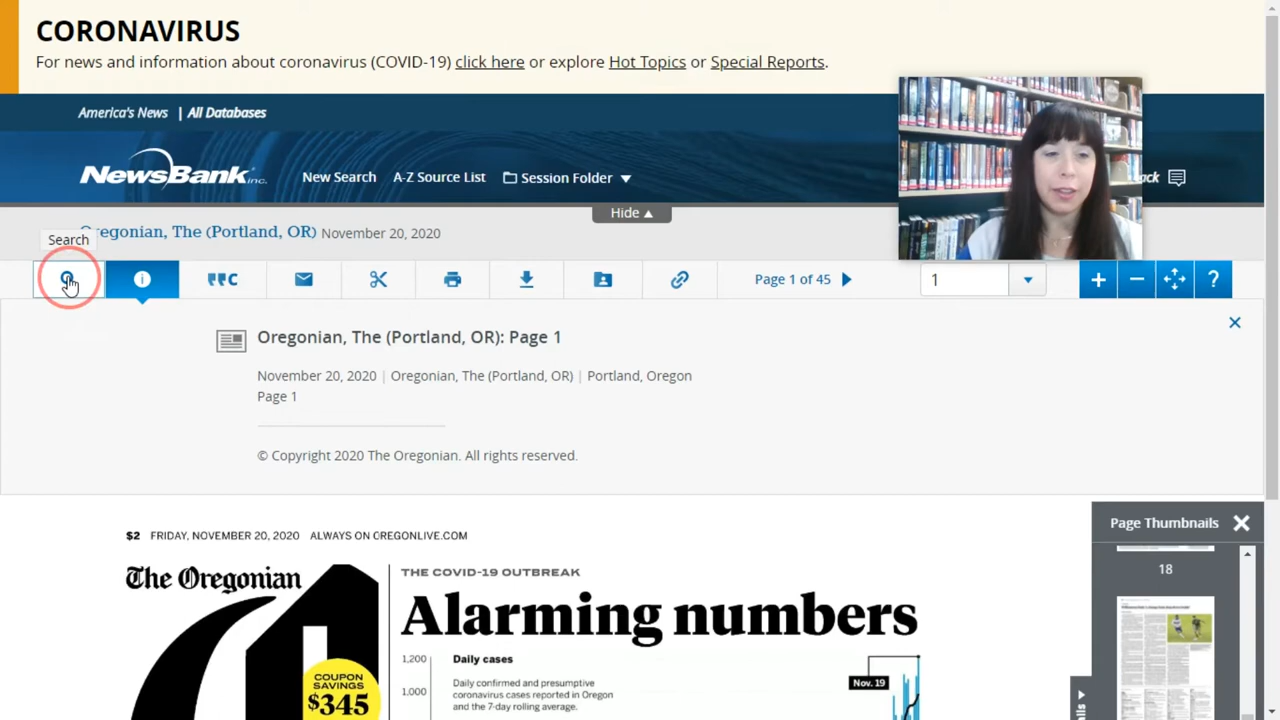 CORONAVIRUS
For news and information about coronavirus (COVID-19) click here or explore Hot Topics or Special Reports.
America's News | All Databases
NewsBank, inc.
New Search
A-Z Source List
Session Folder
Hide
Search
Oregonian, The (Portland, OR) November 20, 2020
Page 1 of 45
1
Oregonian, The (Portland, OR): Page 1
November 20, 2020 | Oregonian, The (Portland, OR) | Portland, Oregon
Page 1
© Copyright 2020 The Oregonian. All rights reserved.
Page Thumbnails
18
$2 FRIDAY, NOVEMBER 20, 2020 ALWAYS ON OREGONLIVE.COM
The Oregonian
THE COVID-19 OUTBREAK
Alarming numbers
1,200
Daily cases
Daily confirmed and presumptive
coronavirus cases reported in Oregon
and the 7-day rolling average.
1,000
Nov. 19
COUPON
SAVINGS
$345